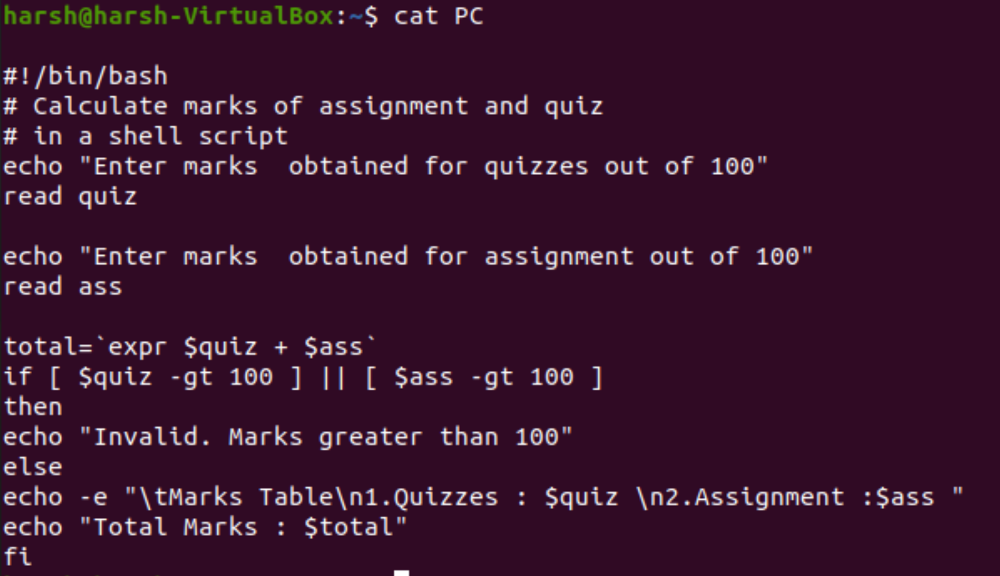 harsh@harsh-VirtualBox:~$ cat PC
#!/bin/bash
# Calculate marks of assignment and quiz
# in a shell script
echo "Enter marks  obtained for quizzes out of 100"
read quiz
echo "Enter marks  obtained for assignment out of 100"
read ass
total=`expr $quiz + $ass`
if [ $quiz -gt 100 ] || [ $ass -gt 100 ]
then
echo "Invalid. Marks greater than 100"
else
echo -e "\tMarks Table\n1.Quizzes : $quiz \n2.Assignment :$ass "
echo "Total Marks : $total"
fi